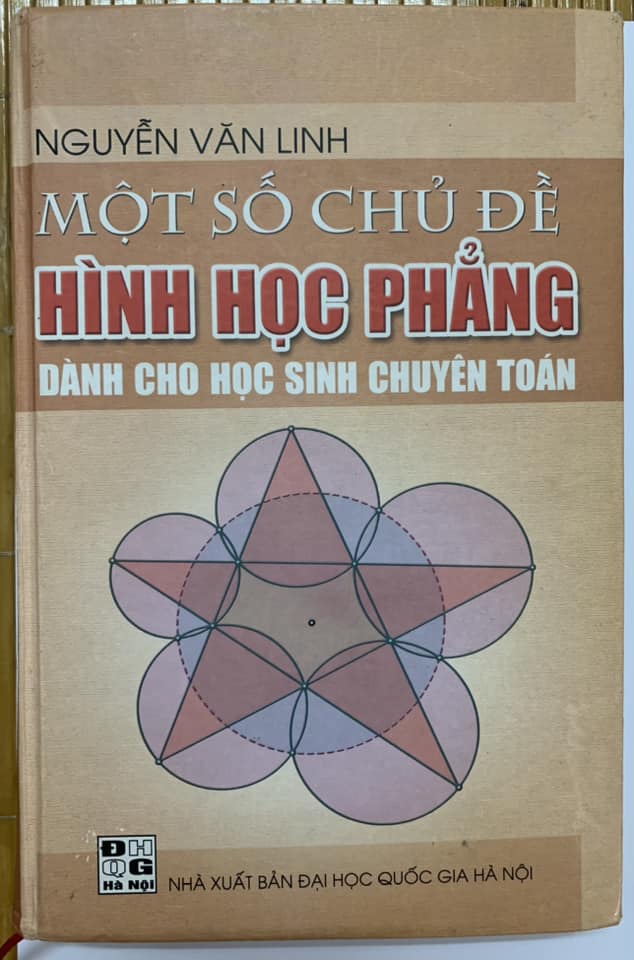 NGUYỄN VĂN LINH
MỘT SỐ CHỦ ĐỀ
HÌNH HỌC PHẲNG
DÀNH CHO HỌC SINH CHUYÊN TOÁN
ĐH
QG
HÀ NỘI
NHÀ XUẤT BẢN ĐẠI HỌC QUỐC GIA HÀ NỘI